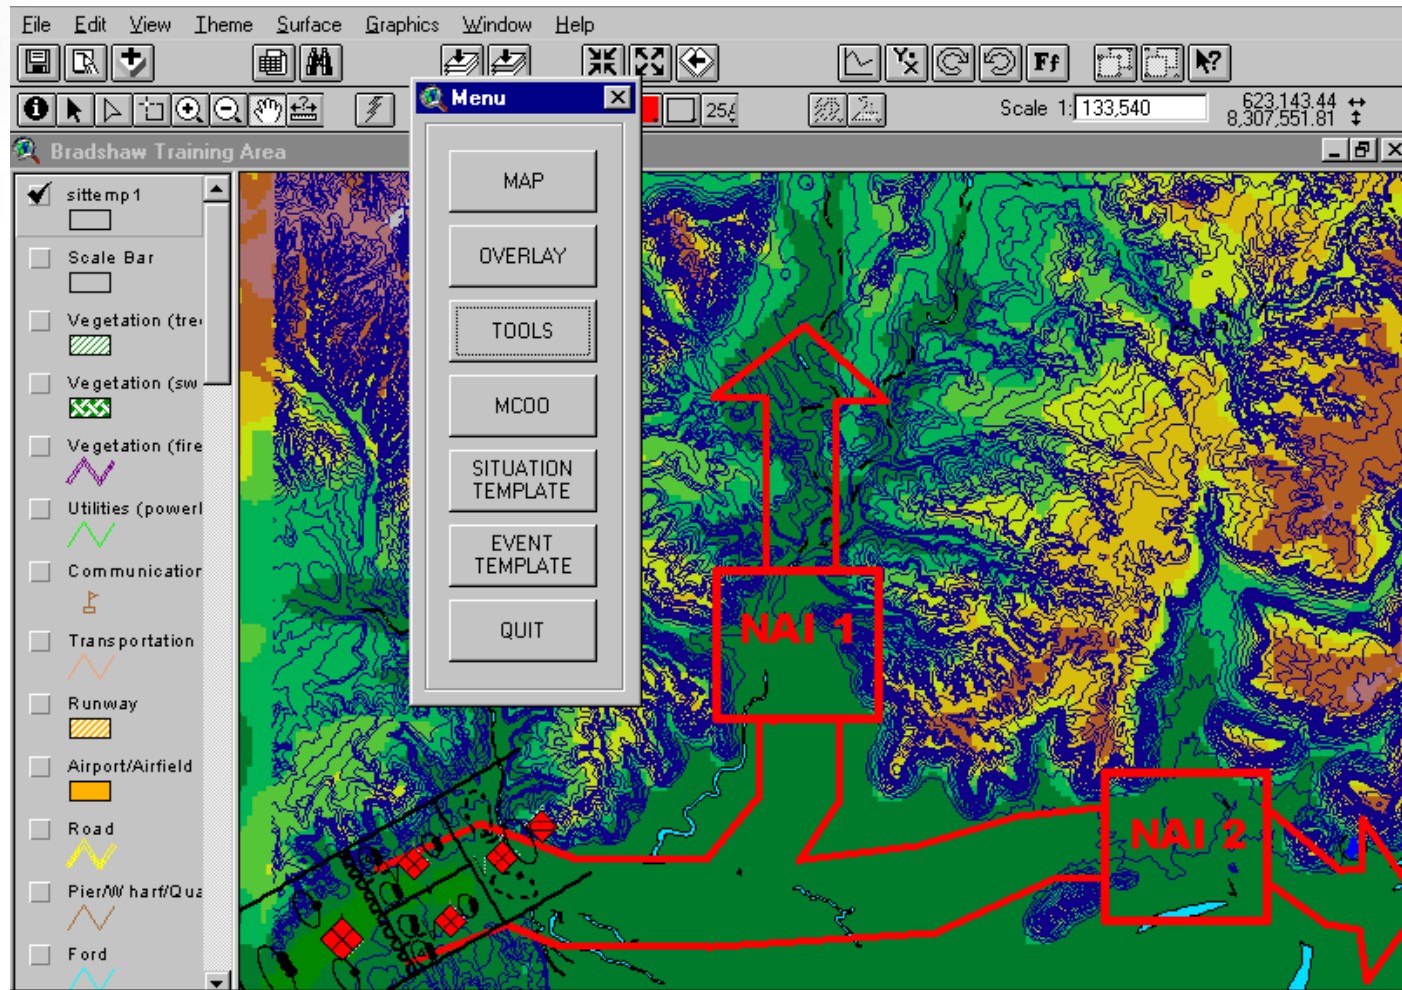 File Edit View Theme Surface Graphics Window Help
Scale 1: 133,540
623,143.44
8,307,551.81
Menu
Bradshaw Training Area
MAP
OVERLAY
TOOLS
MCOO
SITUATION
TEMPLATE
EVENT
TEMPLATE
QUIT
sittemp1
Scale Bar
Vegetation (tre
Vegetation (sw
Vegetation (fire
Utilities (powerl
Communication
Transportation
Runway
Airport/Airfield
Road
Pier/Wharf/Qua
Ford
NAI 1
NAI 2